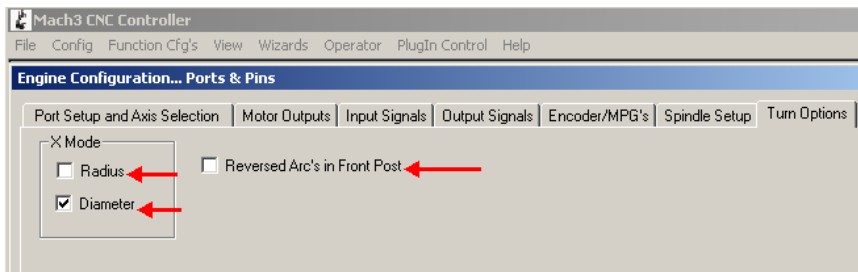 Mach3 CNC Controller
File Config Function Cfg's View Wizards Operator PlugIn Control Help
Engine Configuration... Ports & Pins
Port Setup and Axis Selection Motor Outputs Input Signals Output Signals Encoder/MPG's Spindle Setup Turn Options
X Mode
Radius Reversed Arc's in Front Post
Diameter